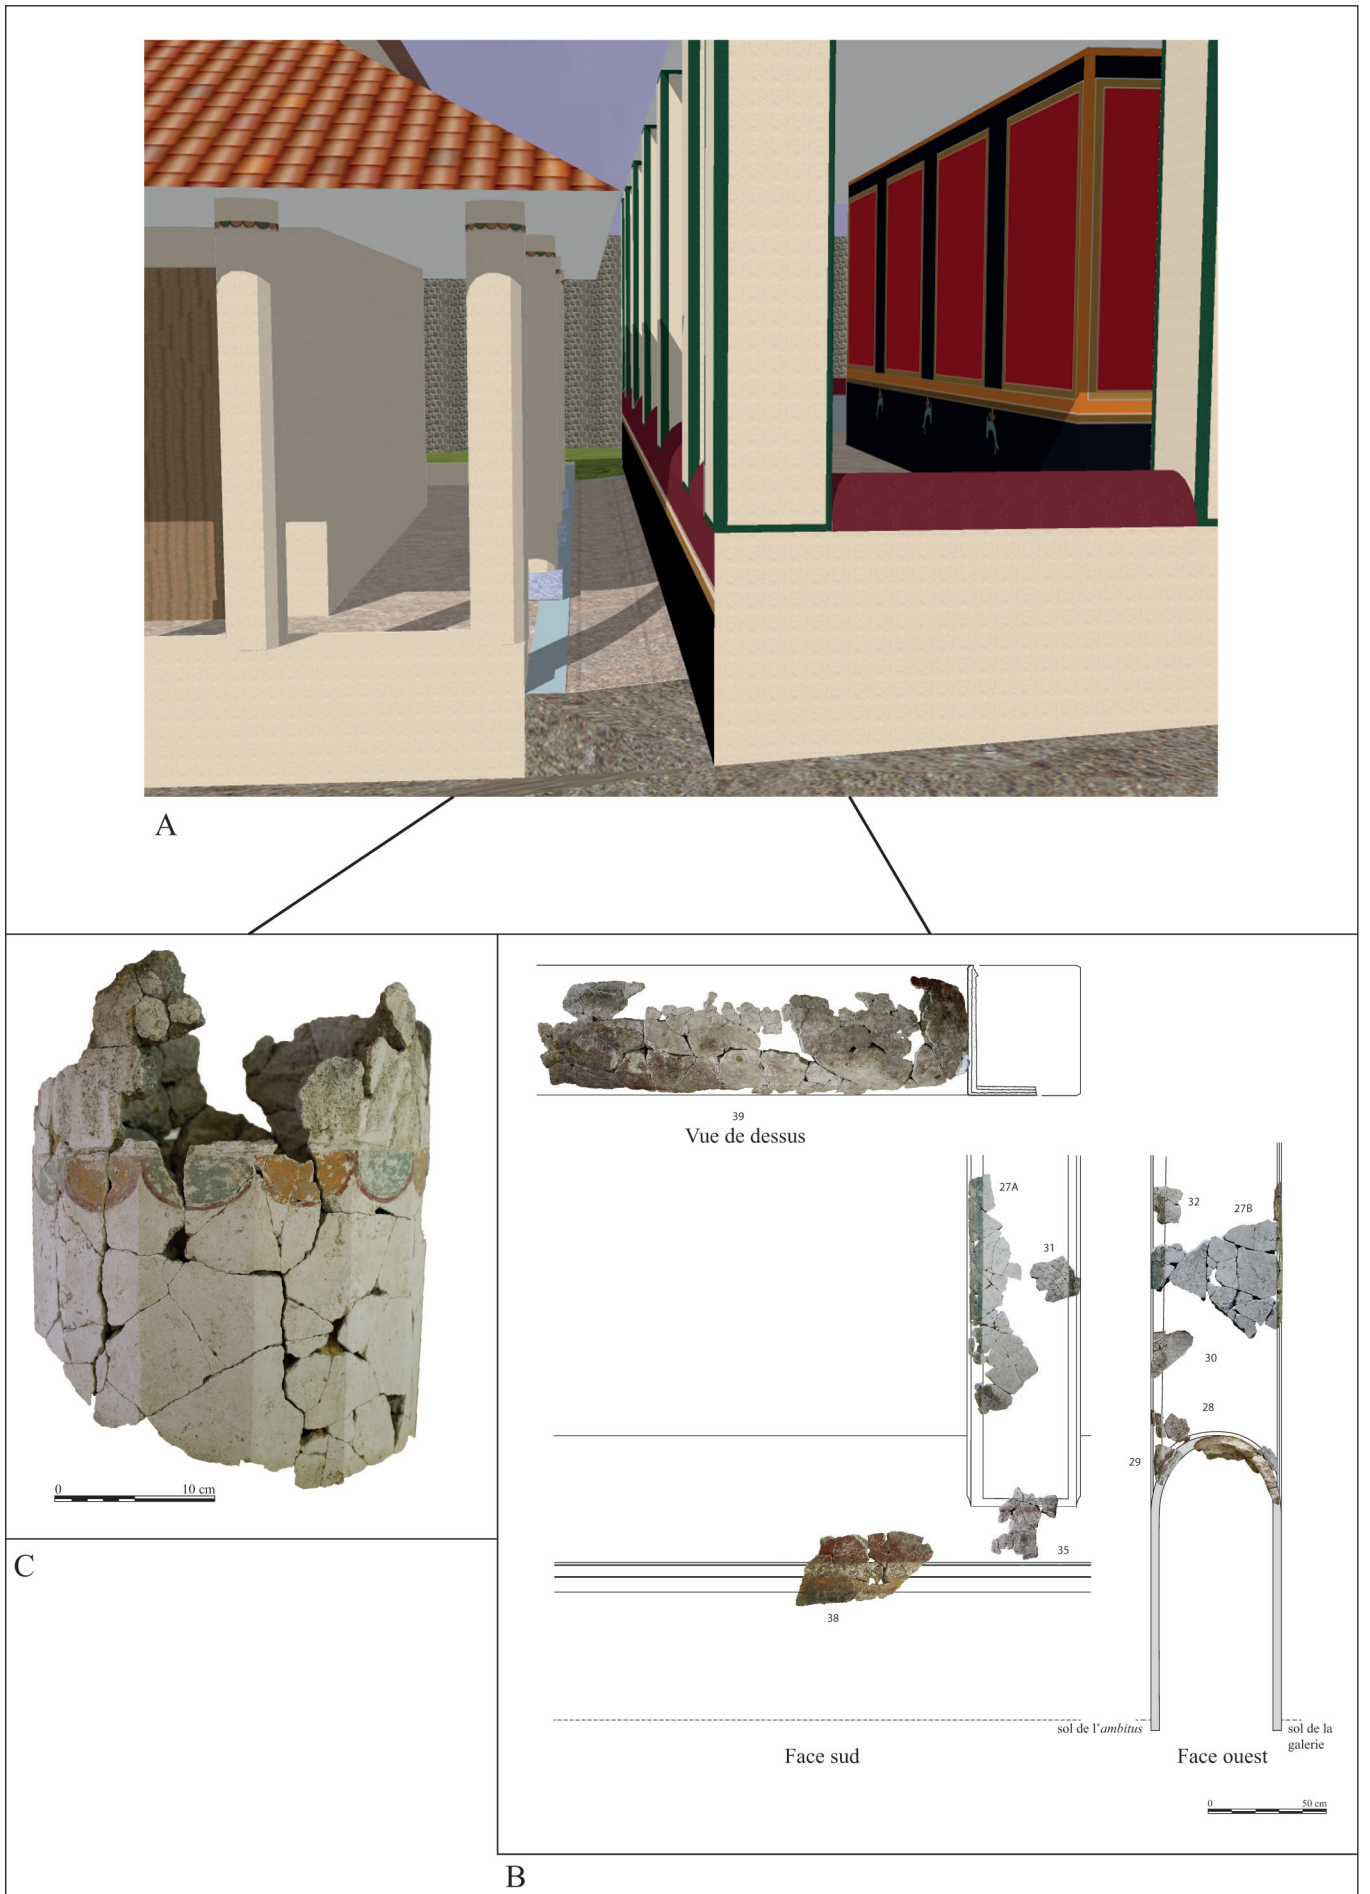 A
0 10 cm
C
39
Vue de dessus
27A
31
32
27B
30
28
29
35
38
sol de l'ambitus
sol de la
galerie
Face sud
Face ouest
0 50 cm
B